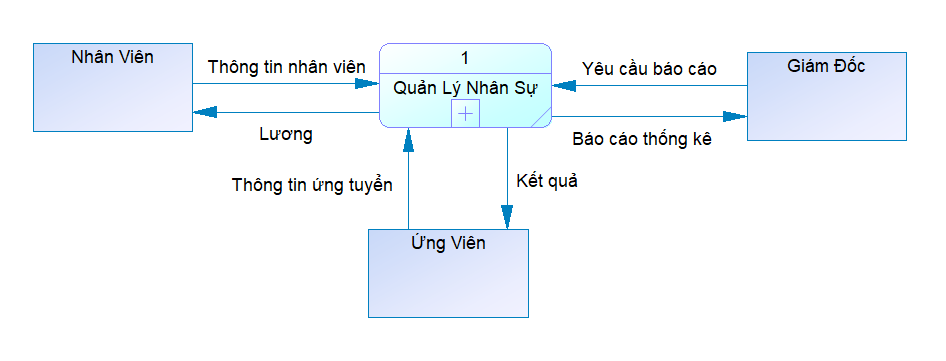 Nhân Viên
Thông tin nhân viên
Lương
1
Quản Lý Nhân Sự
Yêu cầu báo cáo
Báo cáo thống kê
Giám Đốc
Thông tin ứng tuyển
Kết quả
Ứng Viên